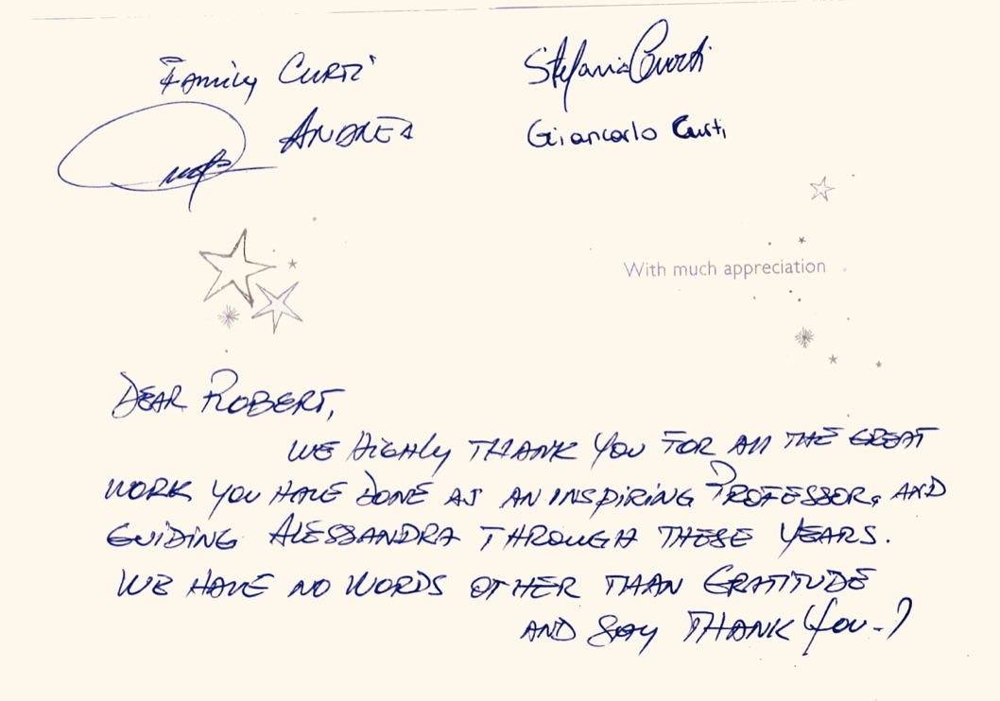 Family CURTI
Stefania Curti
ANDREA
Giancarlo Curti
With much appreciation
DEAR ROBERT,
WE HIGHLY THANK YOU FOR All THE GREAT
WORK YOU HAVE DONE AS AN INSPIRING PROFESSOR, AND
GUIDING ALESSANDRA THROUGH THESE YEARS.
WE HAVE NO WORDS OTHER THAN GRATITUDE
AND SAY THANK YOU-!